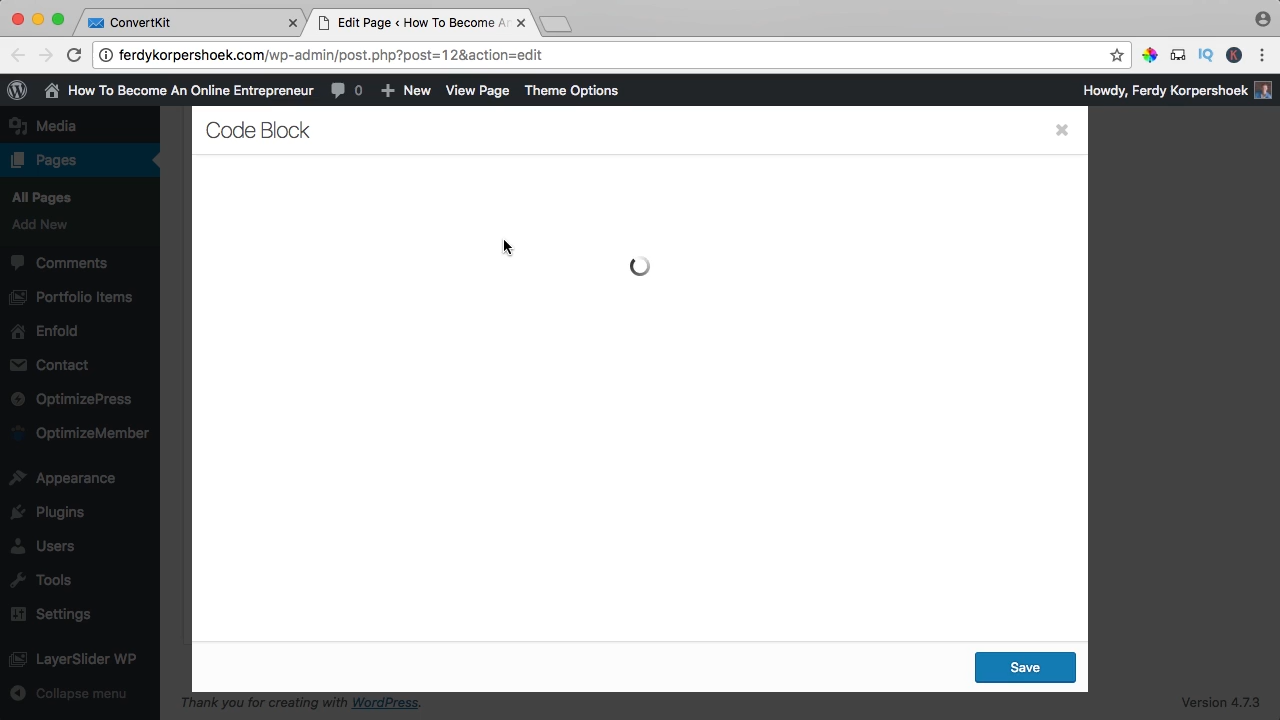 ConvertKit
Edit Page ‹ How To Become An
ferdykorpershoek.com/wp-admin/post.php?post=12&action=edit
How To Become An Online Entrepreneur 0 New View Page Theme Options Howdy, Ferdy Korpershoek
Media
Pages
All Pages
Add New
Comments
Portfolio Items
Enfold
Contact
OptimizePress
OptimizeMember
Appearance
Plugins
Users
Tools
Settings
LayerSlider WP
Collapse menu
Code Block
Save
Thank you for creating with WordPress.
Version 4.7.3